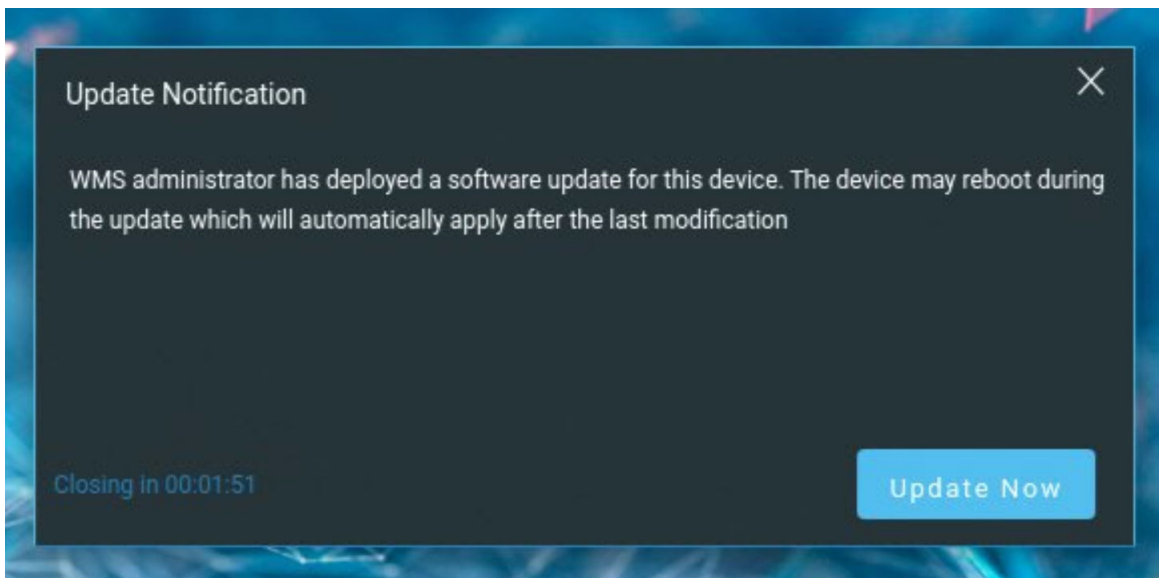 Update Notification
WMS administrator has deployed a software update for this device. The device may reboot during
the update which will automatically apply after the last modification
Closing in 00:01:51
Update Now